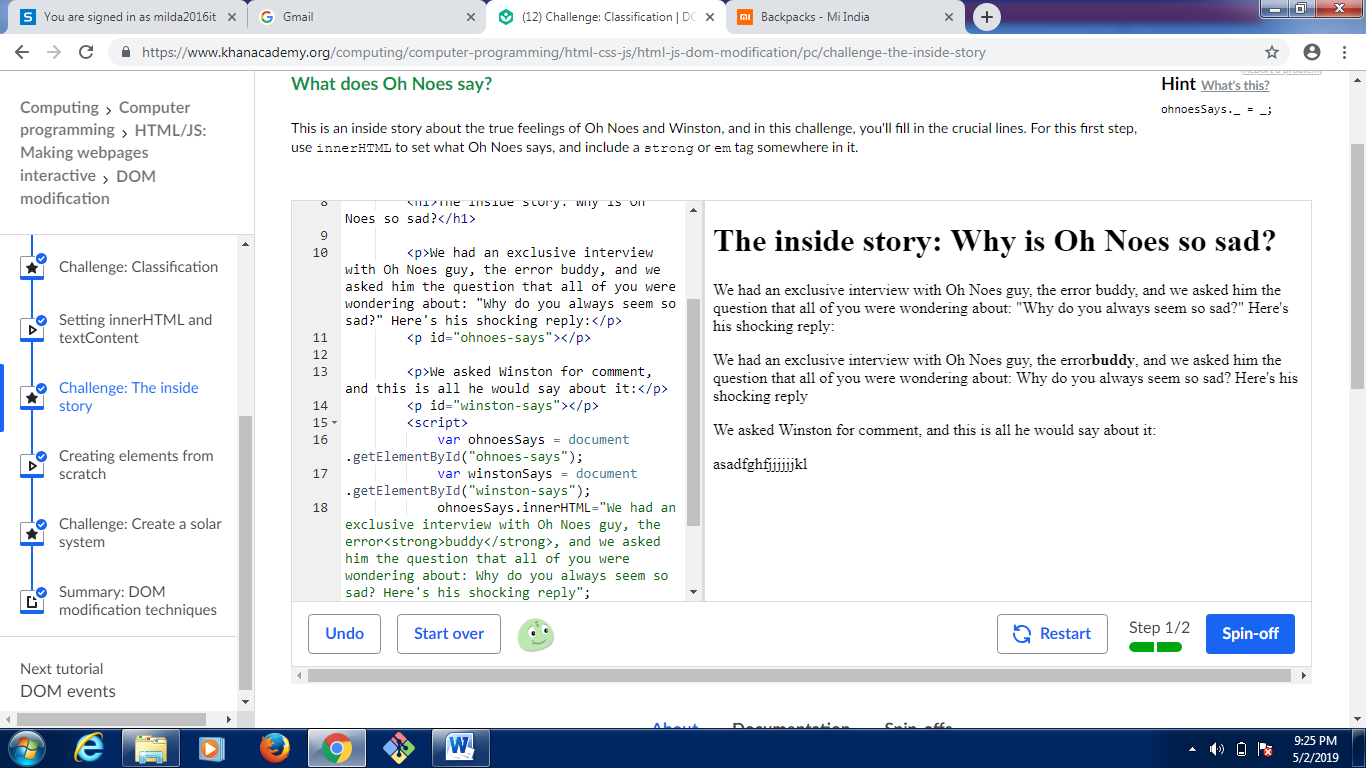 You are signed in as milda2016it
Gmail
(12) Challenge: Classification | DC
Backpacks - Mi India
https://www.khanacademy.org/computing/computer-programming/html-css-js/html-js-dom-modification/pc/challenge-the-inside-story
Computing > Computer
programming > HTML/JS:
Making webpages
interactive > DOM
modification
Challenge: Classification
Setting innerHTML and
textContent
Challenge: The inside
story
Creating elements from
scratch
Challenge: Create a solar
system
Summary: DOM
modification techniques
Next tutorial
DOM events
What does Oh Noes say?
This is an inside story about the true feelings of Oh Noes and Winston, and in this challenge, you'll fill in the crucial lines. For this first step,
use innerHTML to set what Oh Noes says, and include a strong or em tag somewhere in it.
Report a problem
Hint What's this?
ohnoesSays._ = _;
8 <h1>The inside story: Why is Oh
Noes so sad?</h1>
9
10 <p>We had an exclusive interview
with Oh Noes guy, the error buddy, and we
asked him the question that all of you were
wondering about: "Why do you always seem so
sad?" Here's his shocking reply:</p>
11 <p id="ohnoes-says"></p>
12
13 <p>We asked Winston for comment,
and this is all he would say about it:</p>
14 <p id="winston-says"></p>
15 <script>
16 var ohnoesSays = document
.getElementById("ohnoes-says");
17 var winstonSays = document
.getElementById("winston-says");
18 ohnoesSays.innerHTML="We had an
exclusive interview with Oh Noes guy, the
error<strong>buddy</strong>, and we asked
him the question that all of you were
wondering about: Why do you always seem so
sad? Here's his shocking reply";
The inside story: Why is Oh Noes so sad?
We had an exclusive interview with Oh Noes guy, the error buddy, and we asked him the
question that all of you were wondering about: "Why do you always seem so sad?" Here's
his shocking reply:
We had an exclusive interview with Oh Noes guy, the errorbuddy, and we asked him the
question that all of you were wondering about: Why do you always seem so sad? Here's his
shocking reply
We asked Winston for comment, and this is all he would say about it:
asadfghfjjjjjjkl
Undo
Start over
Restart
Step 1/2
Spin-off
About
Documentation
Spin-offs
9:25 PM
5/2/2019